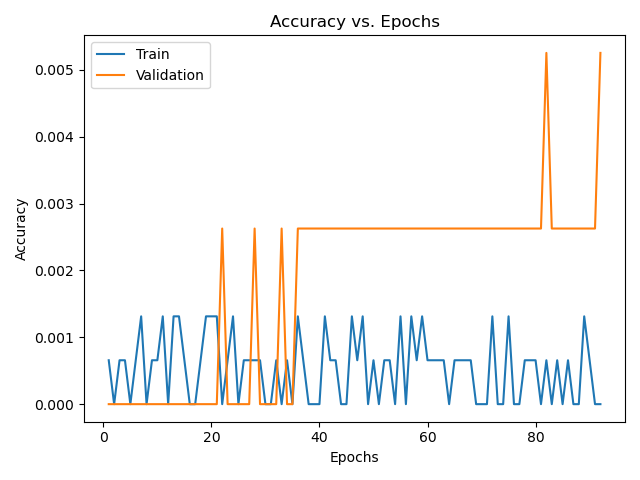 Accuracy vs. Epochs
Train
Validation
0.005
0.004
0.003
0.002
0.001
0.000
Accuracy
0 20 40 60 80
Epochs